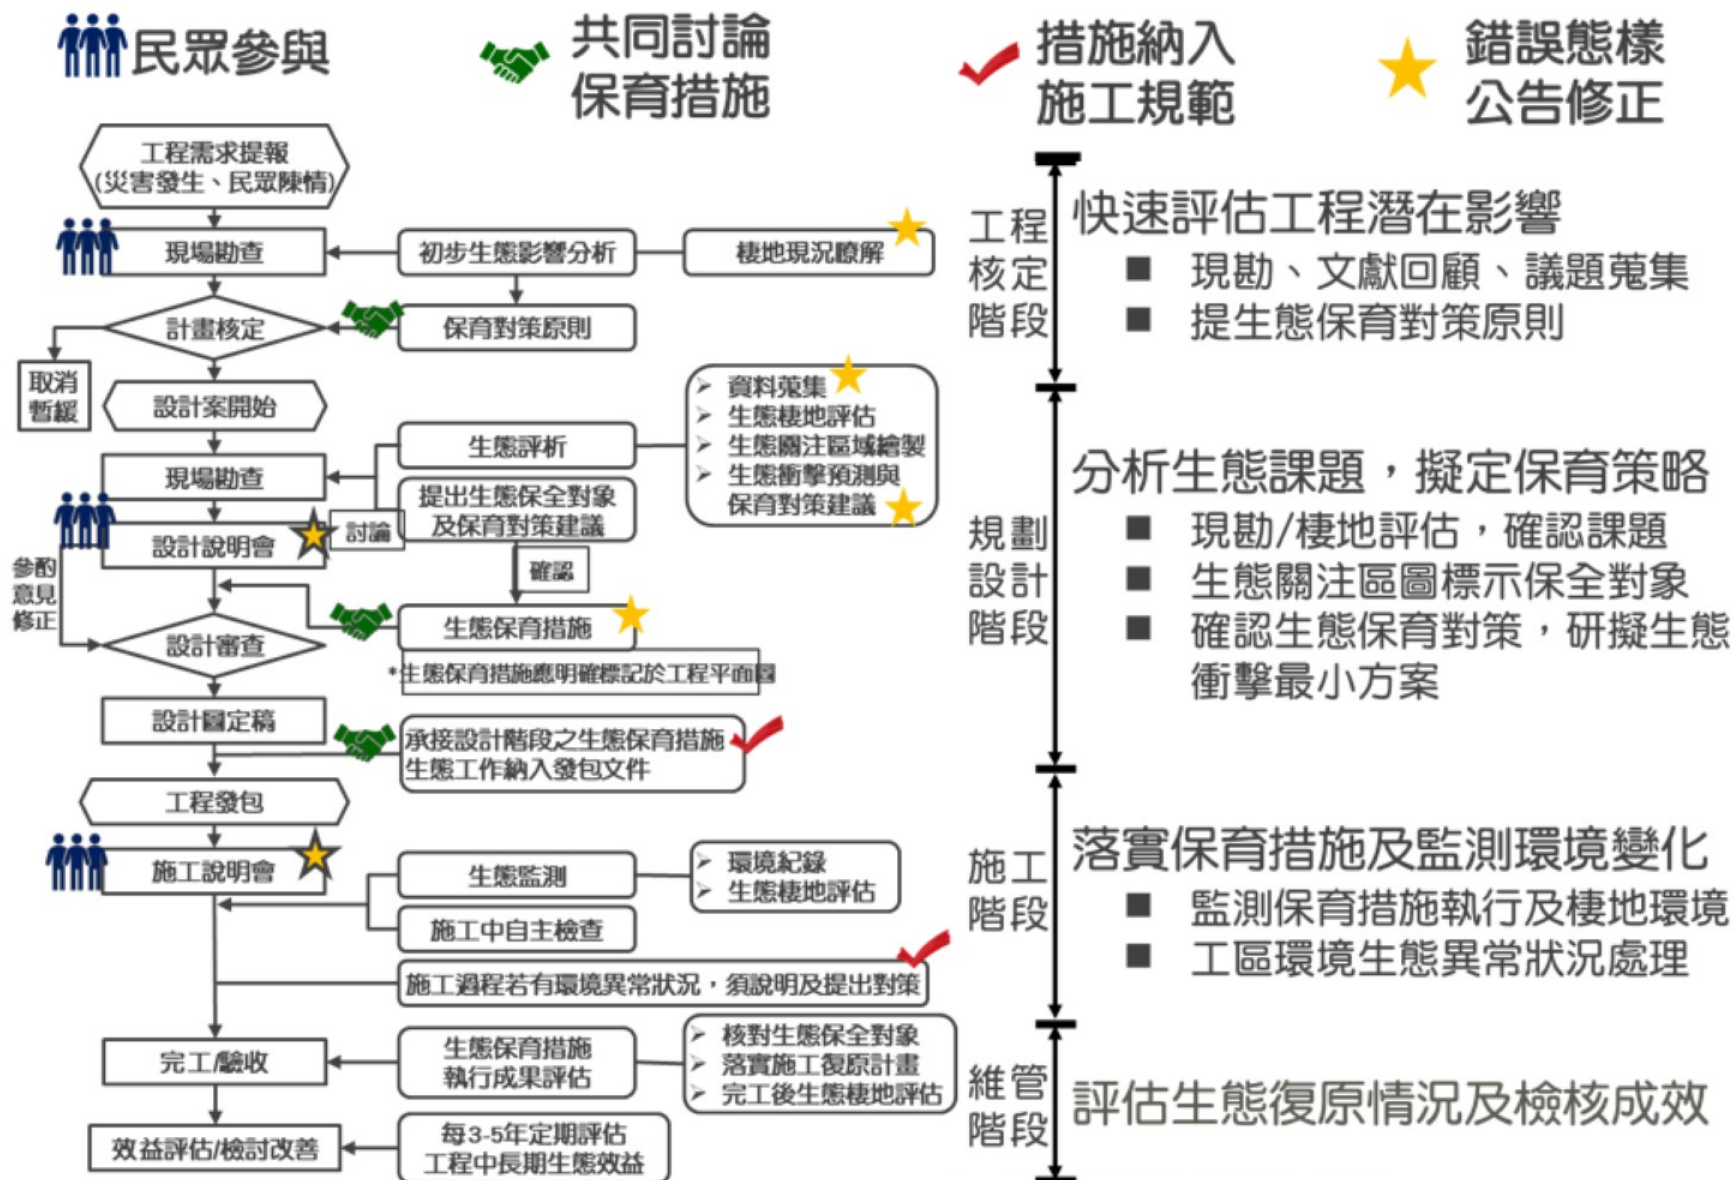 民眾參與
共同討論
保育措施
措施納入
施工規範
錯誤態樣
公告修正
工程需求提報
(災害發生、民眾陳情)
現場勘查
初步生態影響分析
棲地現況瞭解
計畫核定
保育對策原則
取消
暫緩
設計案開始
現場勘查
生態評析
➢ 資料蒐集
➢ 生態棲地評估
➢ 生態關注區域繪製
➢ 生態衝擊預測與
保育對策建議
提出生態保全對象
及保育對策建議
設計說明會
討論
確認
參酌
意見
修正
生態保育措施
*生態保育措施應明確標記於工程平面圖
設計審查
設計圖定稿
承接設計階段之生態保育措施
生態工作納入發包文件
工程發包
施工說明會
生態監測
➢ 環境紀錄
➢ 生態棲地評估
施工中自主檢查
施工過程若有環境異常狀況，須說明及提出對策
完工/驗收
生態保育措施
執行成果評估
➢ 核對生態保全對象
➢ 落實施工復原計畫
➢ 完工後生態棲地評估
效益評估/檢討改善
每3-5年定期評估
工程中長期生態效益
工程
核定
階段
快速評估工程潛在影響
■ 現勘、文獻回顧、議題蒐集
■ 提生態保育對策原則
規劃
設計
階段
分析生態課題，擬定保育策略
■ 現勘/棲地評估，確認課題
■ 生態關注區圖標示保全對象
■ 確認生態保育對策，研擬生態
衝擊最小方案
施工
階段
落實保育措施及監測環境變化
■ 監測保育措施執行及棲地環境
■ 工區環境生態異常狀況處理
維管
階段
評估生態復原情況及檢核成效